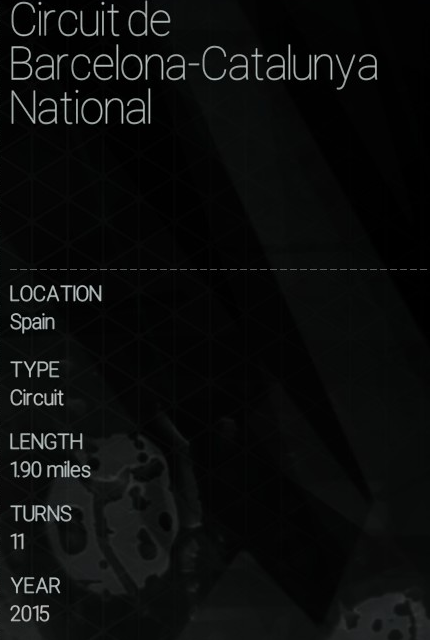 Circuit de
Barcelona-Catalunya
National
LOCATION
Spain
TYPE
Circuit
LENGTH
1.90 miles
TURNS
11
YEAR
2015